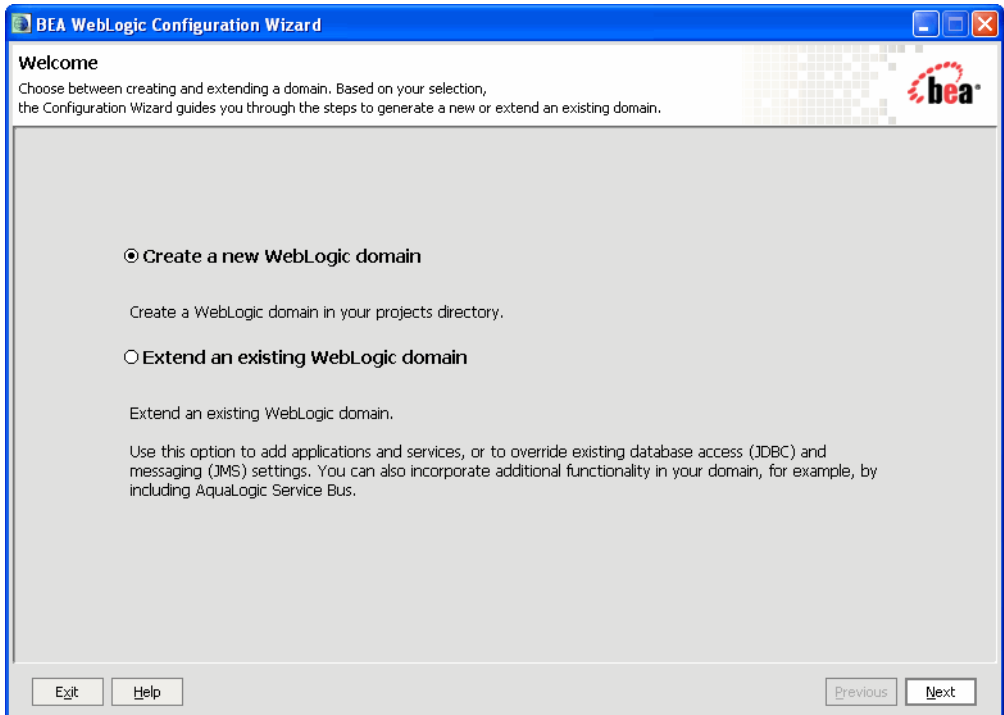 BEA WebLogic Configuration Wizard
Welcome
Choose between creating and extending a domain. Based on your selection,
the Configuration Wizard guides you through the steps to generate a new or extend an existing domain.
bea
Create a new WebLogic domain
Create a WebLogic domain in your projects directory.
Extend an existing WebLogic domain
Extend an existing WebLogic domain.
Use this option to add applications and services, or to override existing database access (JDBC) and
messaging (JMS) settings. You can also incorporate additional functionality in your domain, for example, by
including AquaLogic Service Bus.
Exit Help Previous Next